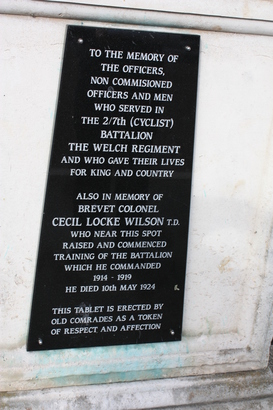 TO THE MEMORY OF
THE OFFICERS,
NON COMMISIONED
OFFICERS AND MEN
WHO SERVED IN
THE 2/7th (CYCLIST)
BATTALION
THE WELCH REGIMENT
AND WHO GAVE THEIR LIVES
FOR KING AND COUNTRY
ALSO IN MEMORY OF
BREVET COLONEL
CECIL LOCKE WILSON T.D.
WHO NEAR THIS SPOT
RAISED AND COMMENCED
TRAINING OF THE BATTALION
WHICH HE COMMANDED
1914 - 1919
HE DIED 10th MAY 1924
THIS TABLET IS ERECTED BY
OLD COMRADES AS A TOKEN
OF RESPECT AND AFFECTION